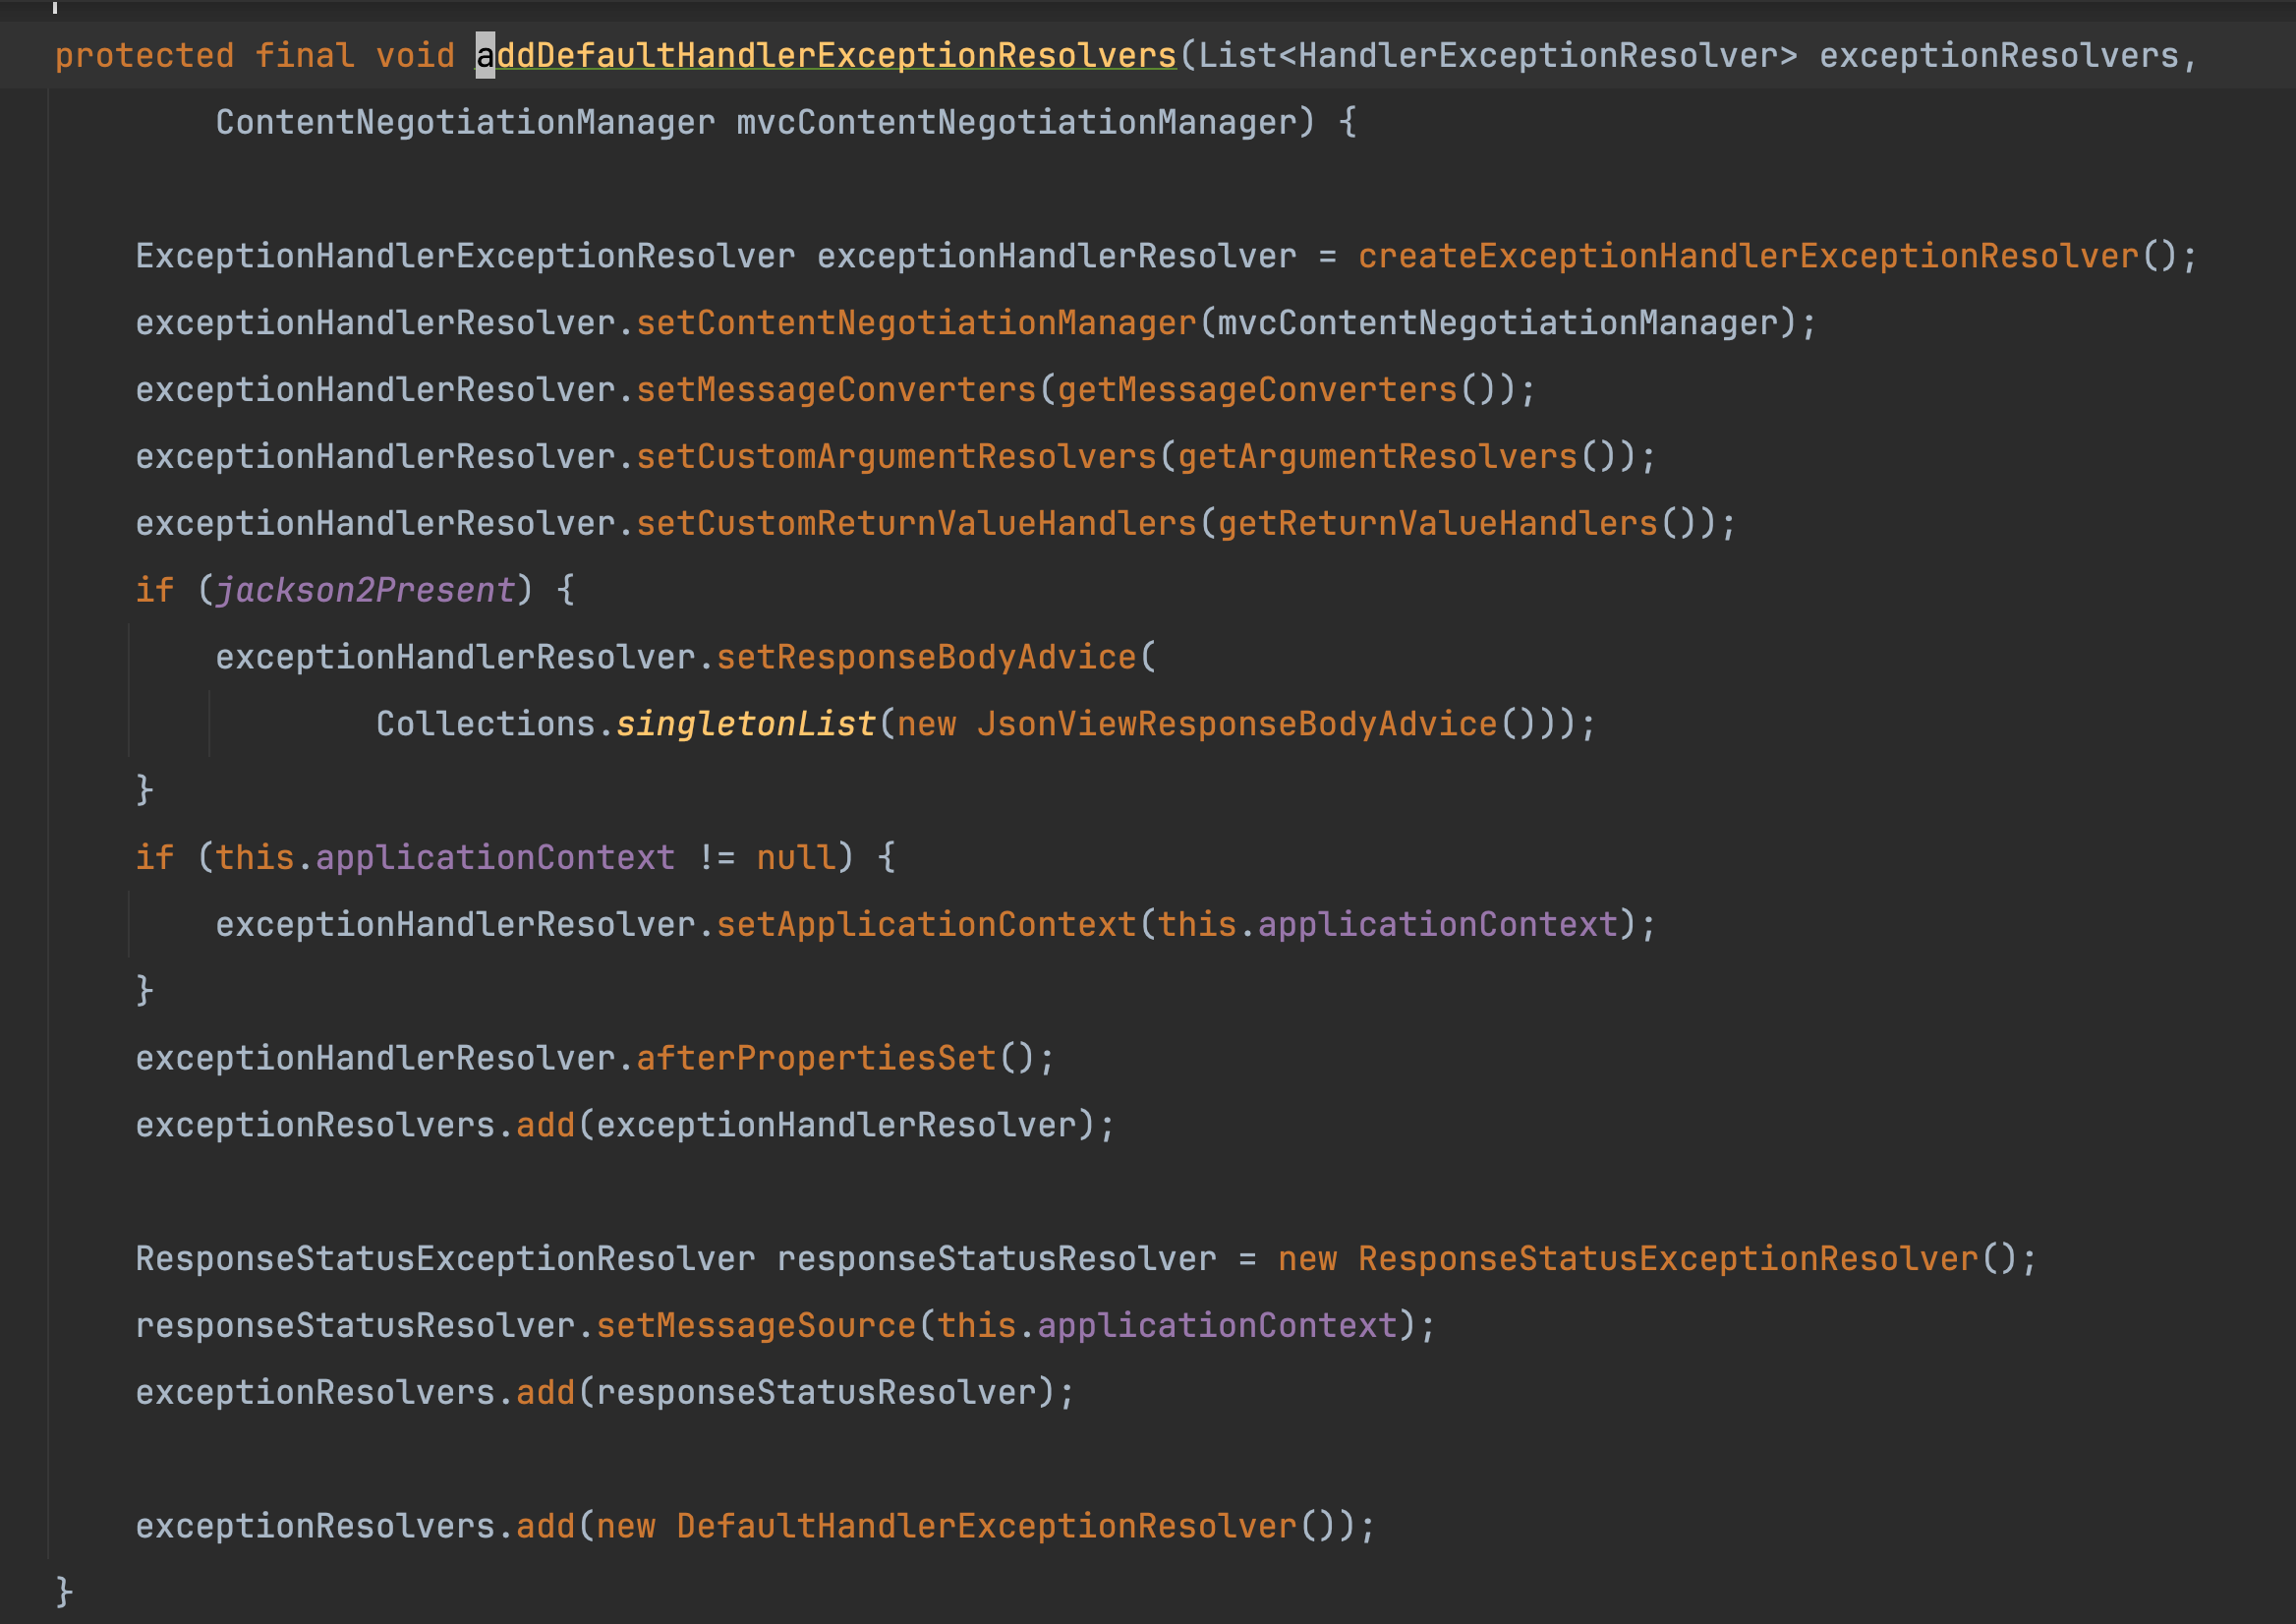 protected final void addDefaultHandlerExceptionResolvers(List<HandlerExceptionResolver> exceptionResolvers,
ContentNegotiationManager mvcContentNegotiationManager) {
ExceptionHandlerExceptionResolver exceptionHandlerResolver = createExceptionHandlerExceptionResolver();
exceptionHandlerResolver.setContentNegotiationManager(mvcContentNegotiationManager);
exceptionHandlerResolver.setMessageConverters(getMessageConverters());
exceptionHandlerResolver.setCustomArgumentResolvers(getArgumentResolvers());
exceptionHandlerResolver.setCustomReturnValueHandlers(getReturnValueHandlers());
if (jackson2Present) {
exceptionHandlerResolver.setResponseBodyAdvice(
Collections.singletonList(new JsonViewResponseBodyAdvice()));
}
if (this.applicationContext != null) {
exceptionHandlerResolver.setApplicationContext(this.applicationContext);
}
exceptionHandlerResolver.afterPropertiesSet();
exceptionResolvers.add(exceptionHandlerResolver);
ResponseStatusExceptionResolver responseStatusResolver = new ResponseStatusExceptionResolver();
responseStatusResolver.setMessageSource(this.applicationContext);
exceptionResolvers.add(responseStatusResolver);
exceptionResolvers.add(new DefaultHandlerExceptionResolver());
}